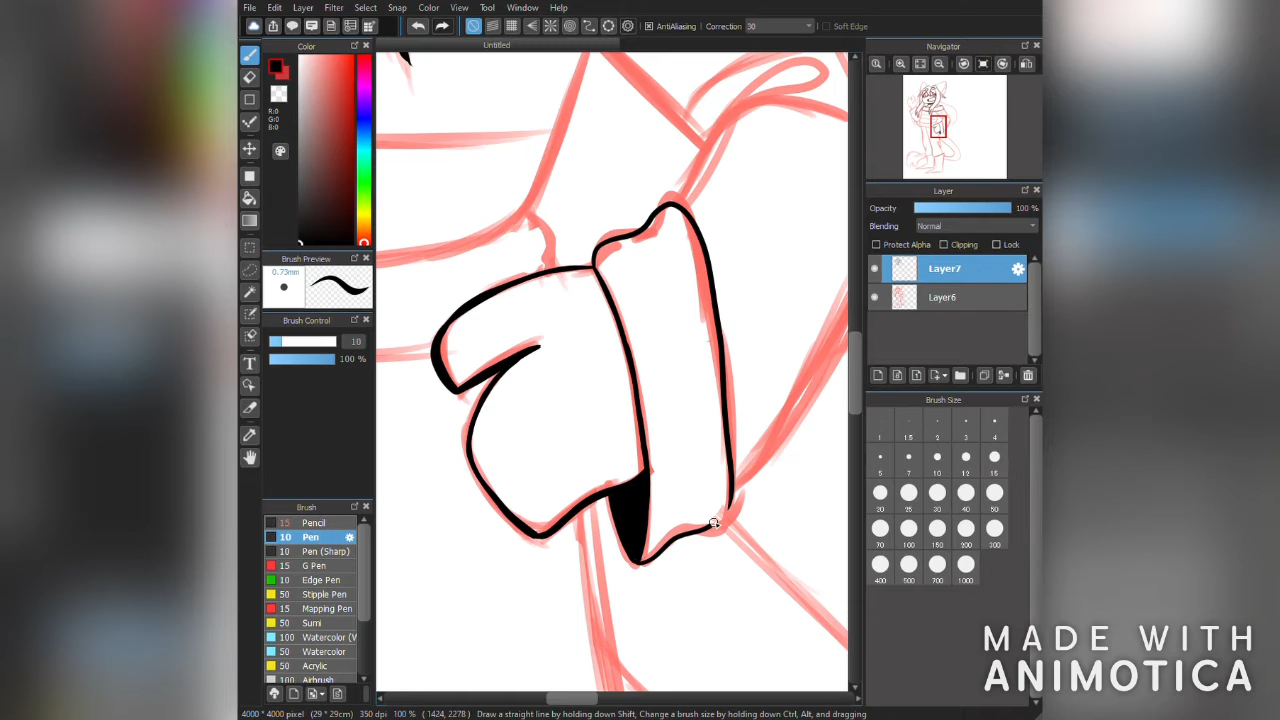 File Edit Layer Filter Select Snap Color View Tool Window Help
AntiAliasing Correction 30 Soft Edge
Color
Untitled
Navigator
R:0
G:0
B:0
Layer
Opacity 100 %
Blending Normal
Protect Alpha Clipping Lock
Brush Preview
0.73mm
Layer7
Layer6
Brush Control
10
100 %
Brush Size
1 1.5 2 3 4
5 7 10 12 15
20 25 30 40 50
70 100 150 200 300
400 500 700 1000
Brush
15 Pencil
10 Pen
10 Pen (Sharp)
15 G Pen
10 Edge Pen
50 Stipple Pen
15 Mapping Pen
50 Sumi
100 Watercolor (W
50 Watercolor
50 Acrylic
100 Airbrush
MADE WITH
ANIMOTICA
4000 * 4000 pixel (29 * 29cm) 350 dpi 100 % ( 1424, 2278 ) Draw a straight line by holding down Shift, Change a brush size by holding down Ctrl, Alt, and dragging